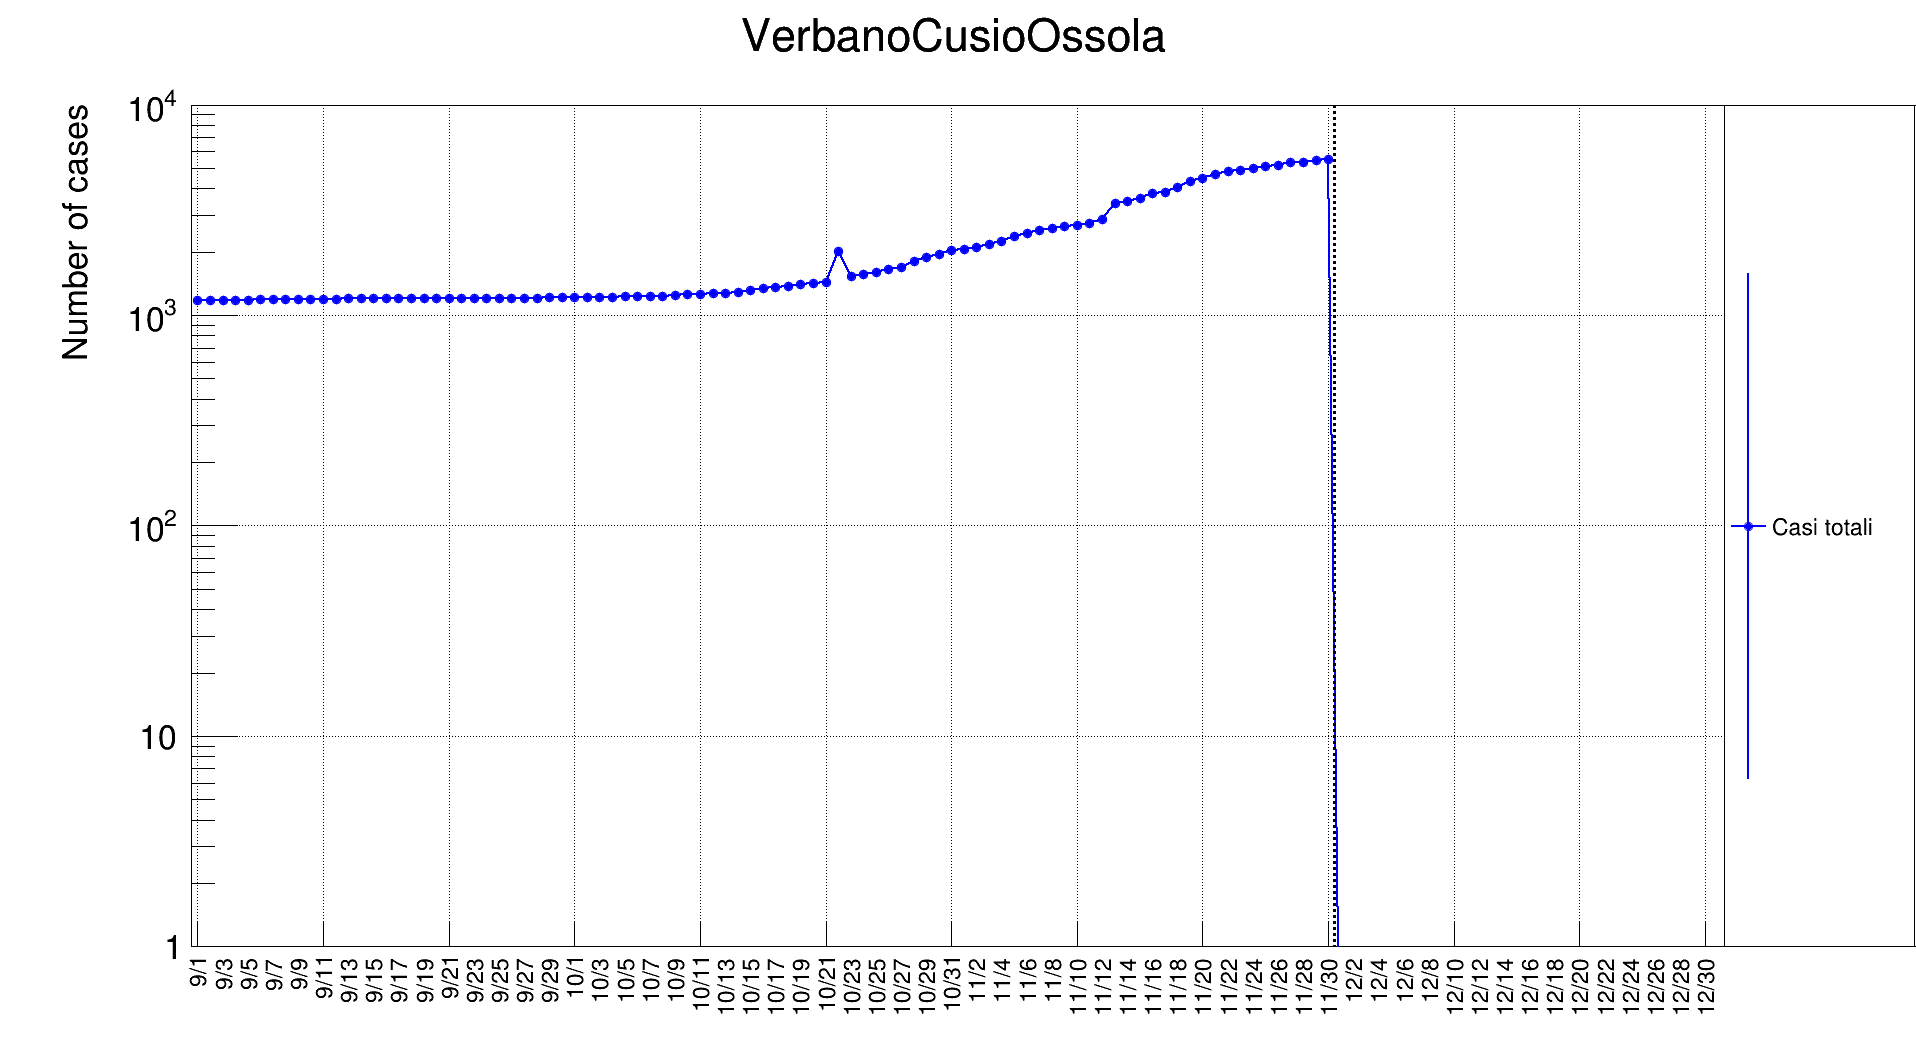 VerbanoCusioOssola
Number of cases
10^4
10^3
10^2
10
1
9/1 9/3 9/5 9/7 9/9 9/11 9/13 9/15 9/17 9/19 9/21 9/23 9/25 9/27 9/29 10/1 10/3 10/5 10/7 10/9 10/11 10/13 10/15 10/17 10/19 10/21 10/23 10/25 10/27 10/29 10/31 11/2 11/4 11/6 11/8 11/10 11/12 11/14 11/16 11/18 11/20 11/22 11/24 11/26 11/28 11/30 12/2 12/4 12/6 12/8 12/10 12/12 12/14 12/16 12/18 12/20 12/22 12/24 12/26 12/28 12/30
Casi totali